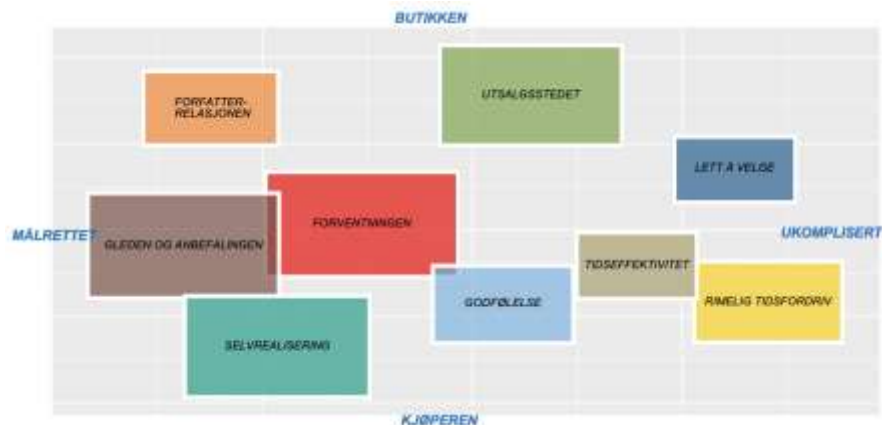 BUTIKKEN
UTSALGSSTEDET
FORFATTER-
RELASJONEN
LETT Å VELGE
FORVENTNINGEN
MÅLRETTET
UKOMPLISERT
GLEDEN OG ANBEFALINGEN
TIDSEFFEKTIVITET
GODFØLELSE
RIMELIG TIDSFORDRIV
SELVREALISERING
KJØPEREN